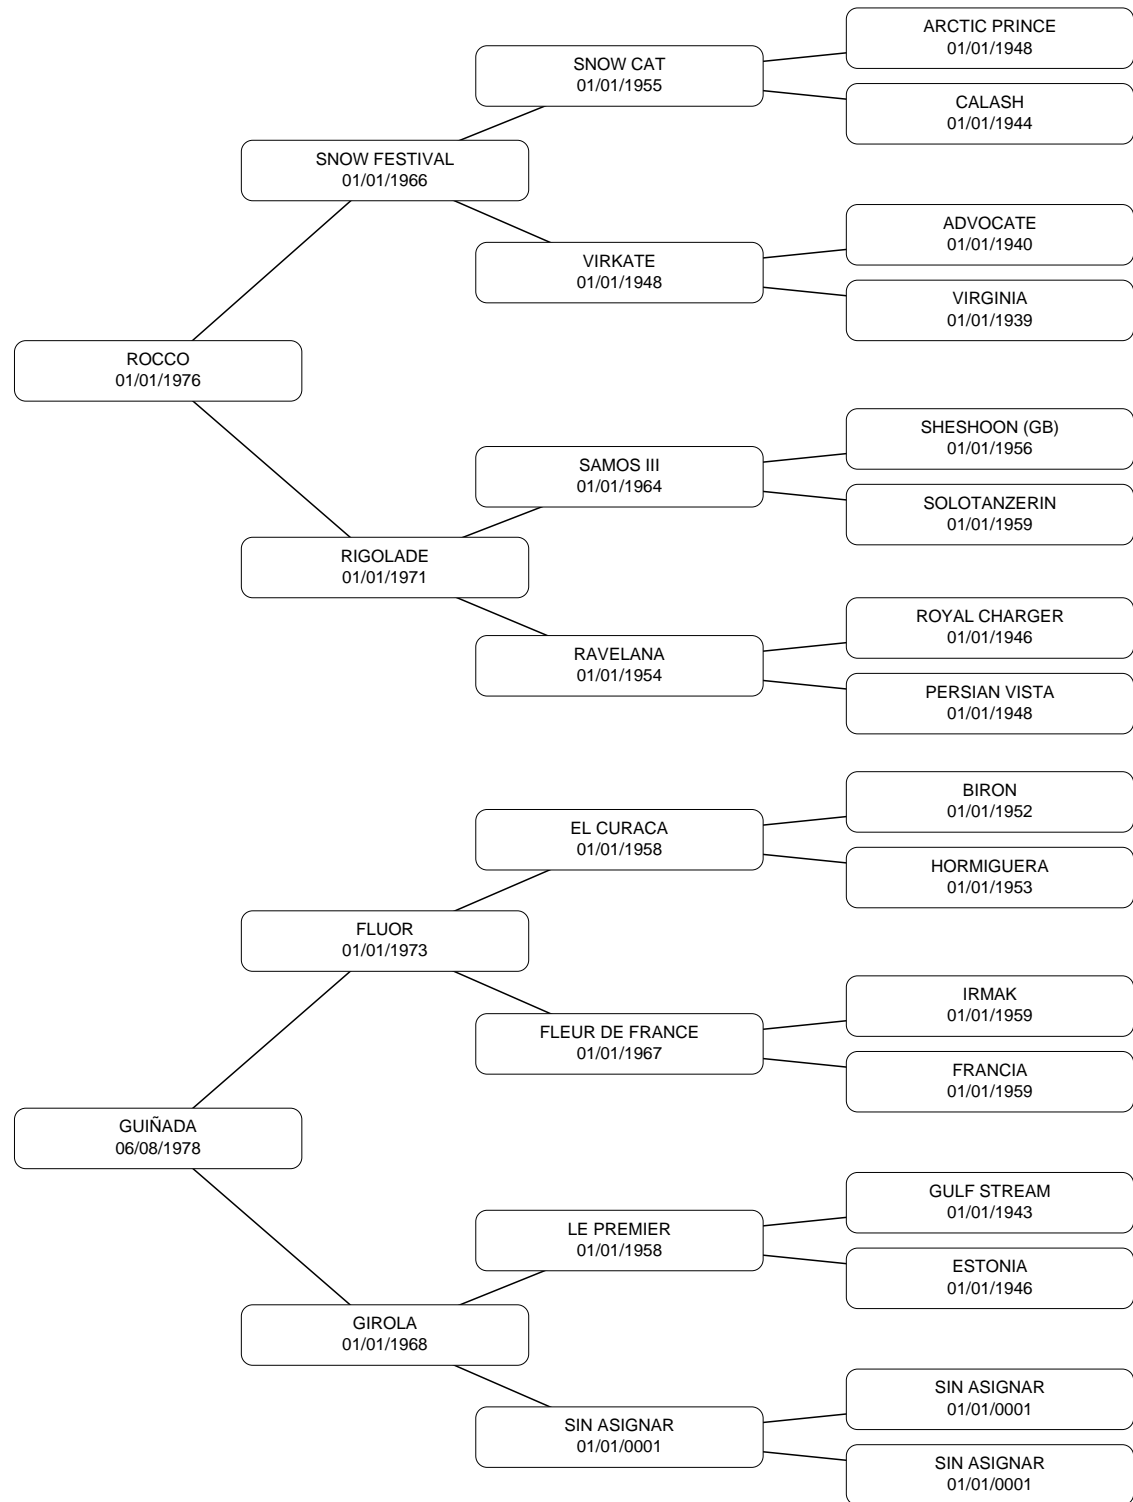 ARCTIC PRINCE
01/01/1948
SNOW CAT
01/01/1955
CALASH
01/01/1944
SNOW FESTIVAL
01/01/1966
ADVOCATE
01/01/1940
VIRKATE
01/01/1948
VIRGINIA
01/01/1939
ROCCO
01/01/1976
SHESHOON (GB)
01/01/1956
SAMOS III
01/01/1964
SOLOTANZERIN
01/01/1959
RIGOLADE
01/01/1971
ROYAL CHARGER
01/01/1946
RAVELANA
01/01/1954
PERSIAN VISTA
01/01/1948
BIRON
01/01/1952
EL CURACA
01/01/1958
HORMIGUERA
01/01/1953
FLUOR
01/01/1973
IRMAK
01/01/1959
FLEUR DE FRANCE
01/01/1967
FRANCIA
01/01/1959
GUIÑADA
06/08/1978
GULF STREAM
01/01/1943
LE PREMIER
01/01/1958
ESTONIA
01/01/1946
GIROLA
01/01/1968
SIN ASIGNAR
01/01/0001
SIN ASIGNAR
01/01/0001
SIN ASIGNAR
01/01/0001